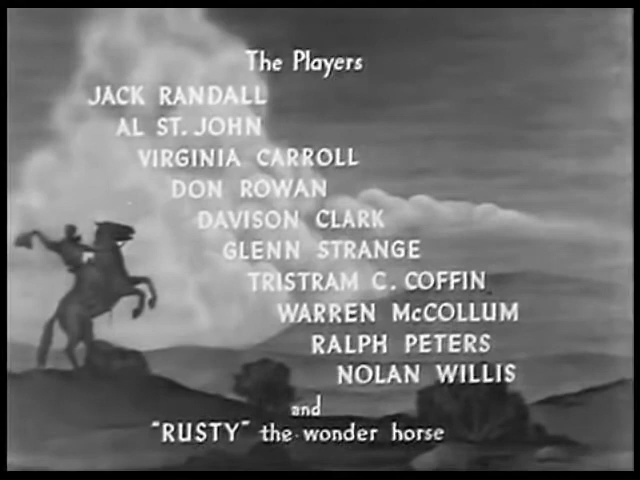 The Players
JACK RANDALL
AL ST. JOHN
VIRGINIA CARROLL
DON ROWAN
DAVISON CLARK
GLENN STRANGE
TRISTRAM C. COFFIN
WARREN McCOLLUM
RALPH PETERS
NOLAN WILLIS
and
"RUSTY" the wonder horse